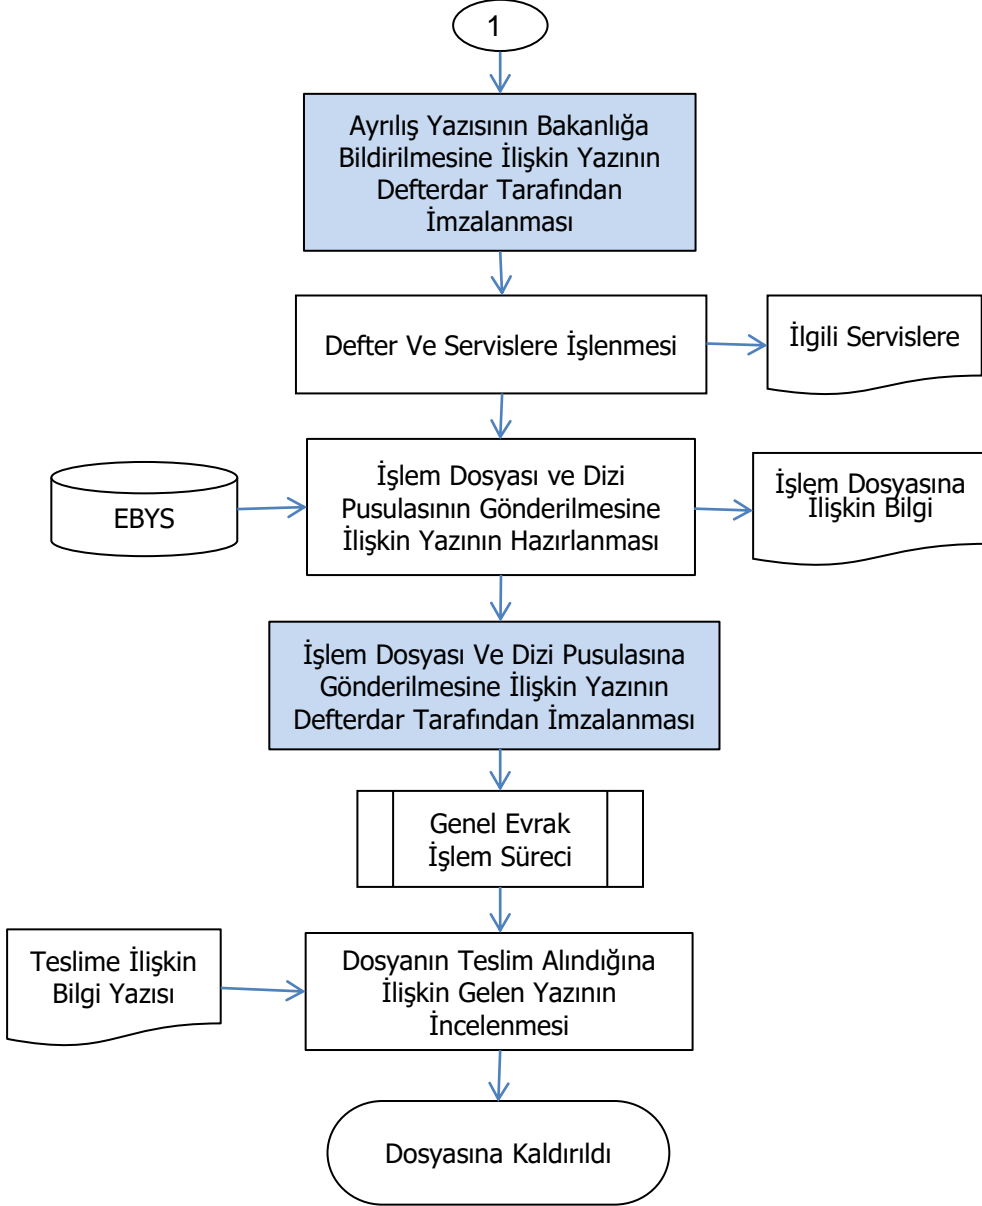 1
Ayrılış Yazısının Bakanlığa
Bildirilmesine İlişkin Yazının
Defterdar Tarafından
İmzalanması
Defter Ve Servislere İşlenmesi
İlgili Servislere
EBYS
İşlem Dosyası ve Dizi
Pusulasının Gönderilmesine
İlişkin Yazının Hazırlanması
İşlem Dosyasına
İlişkin Bilgi
İşlem Dosyası Ve Dizi Pusulasına
Gönderilmesine İlişkin Yazının
Defterdar Tarafından İmzalanması
Genel Evrak
İşlem Süreci
Teslime İlişkin
Bilgi Yazısı
Dosyanın Teslim Alındığına
İlişkin Gelen Yazının
İncelenmesi
Dosyasına Kaldırıldı